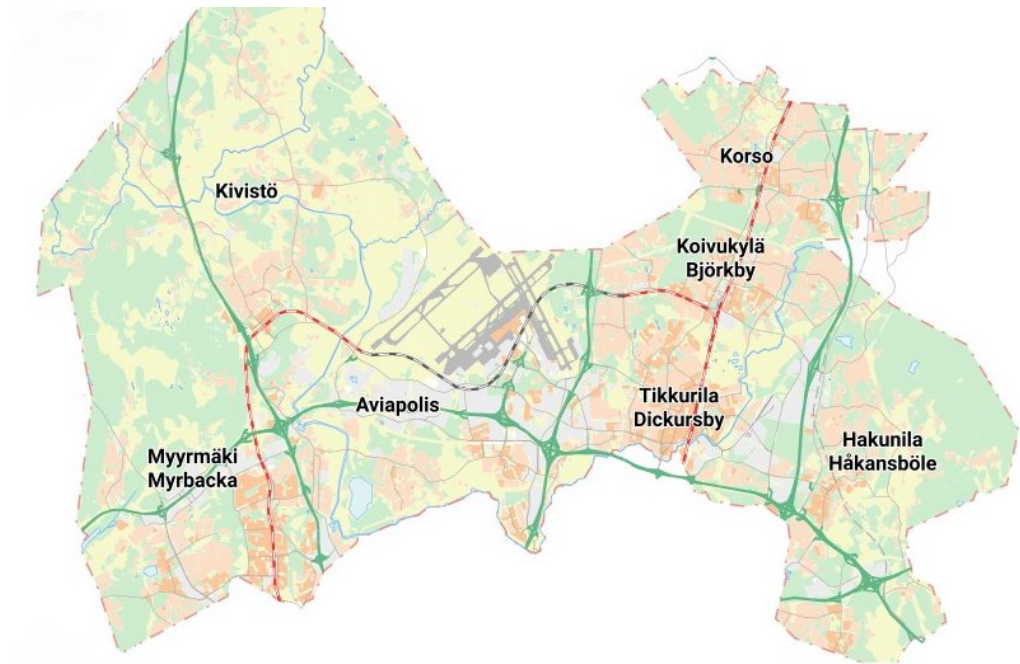 Korso
Kivistö
Koivukylä
Björkby
Aviapolis
Tikkurila
Dickursby
Hakunila
Håkansböle
Myyrmäki
Myrbacka